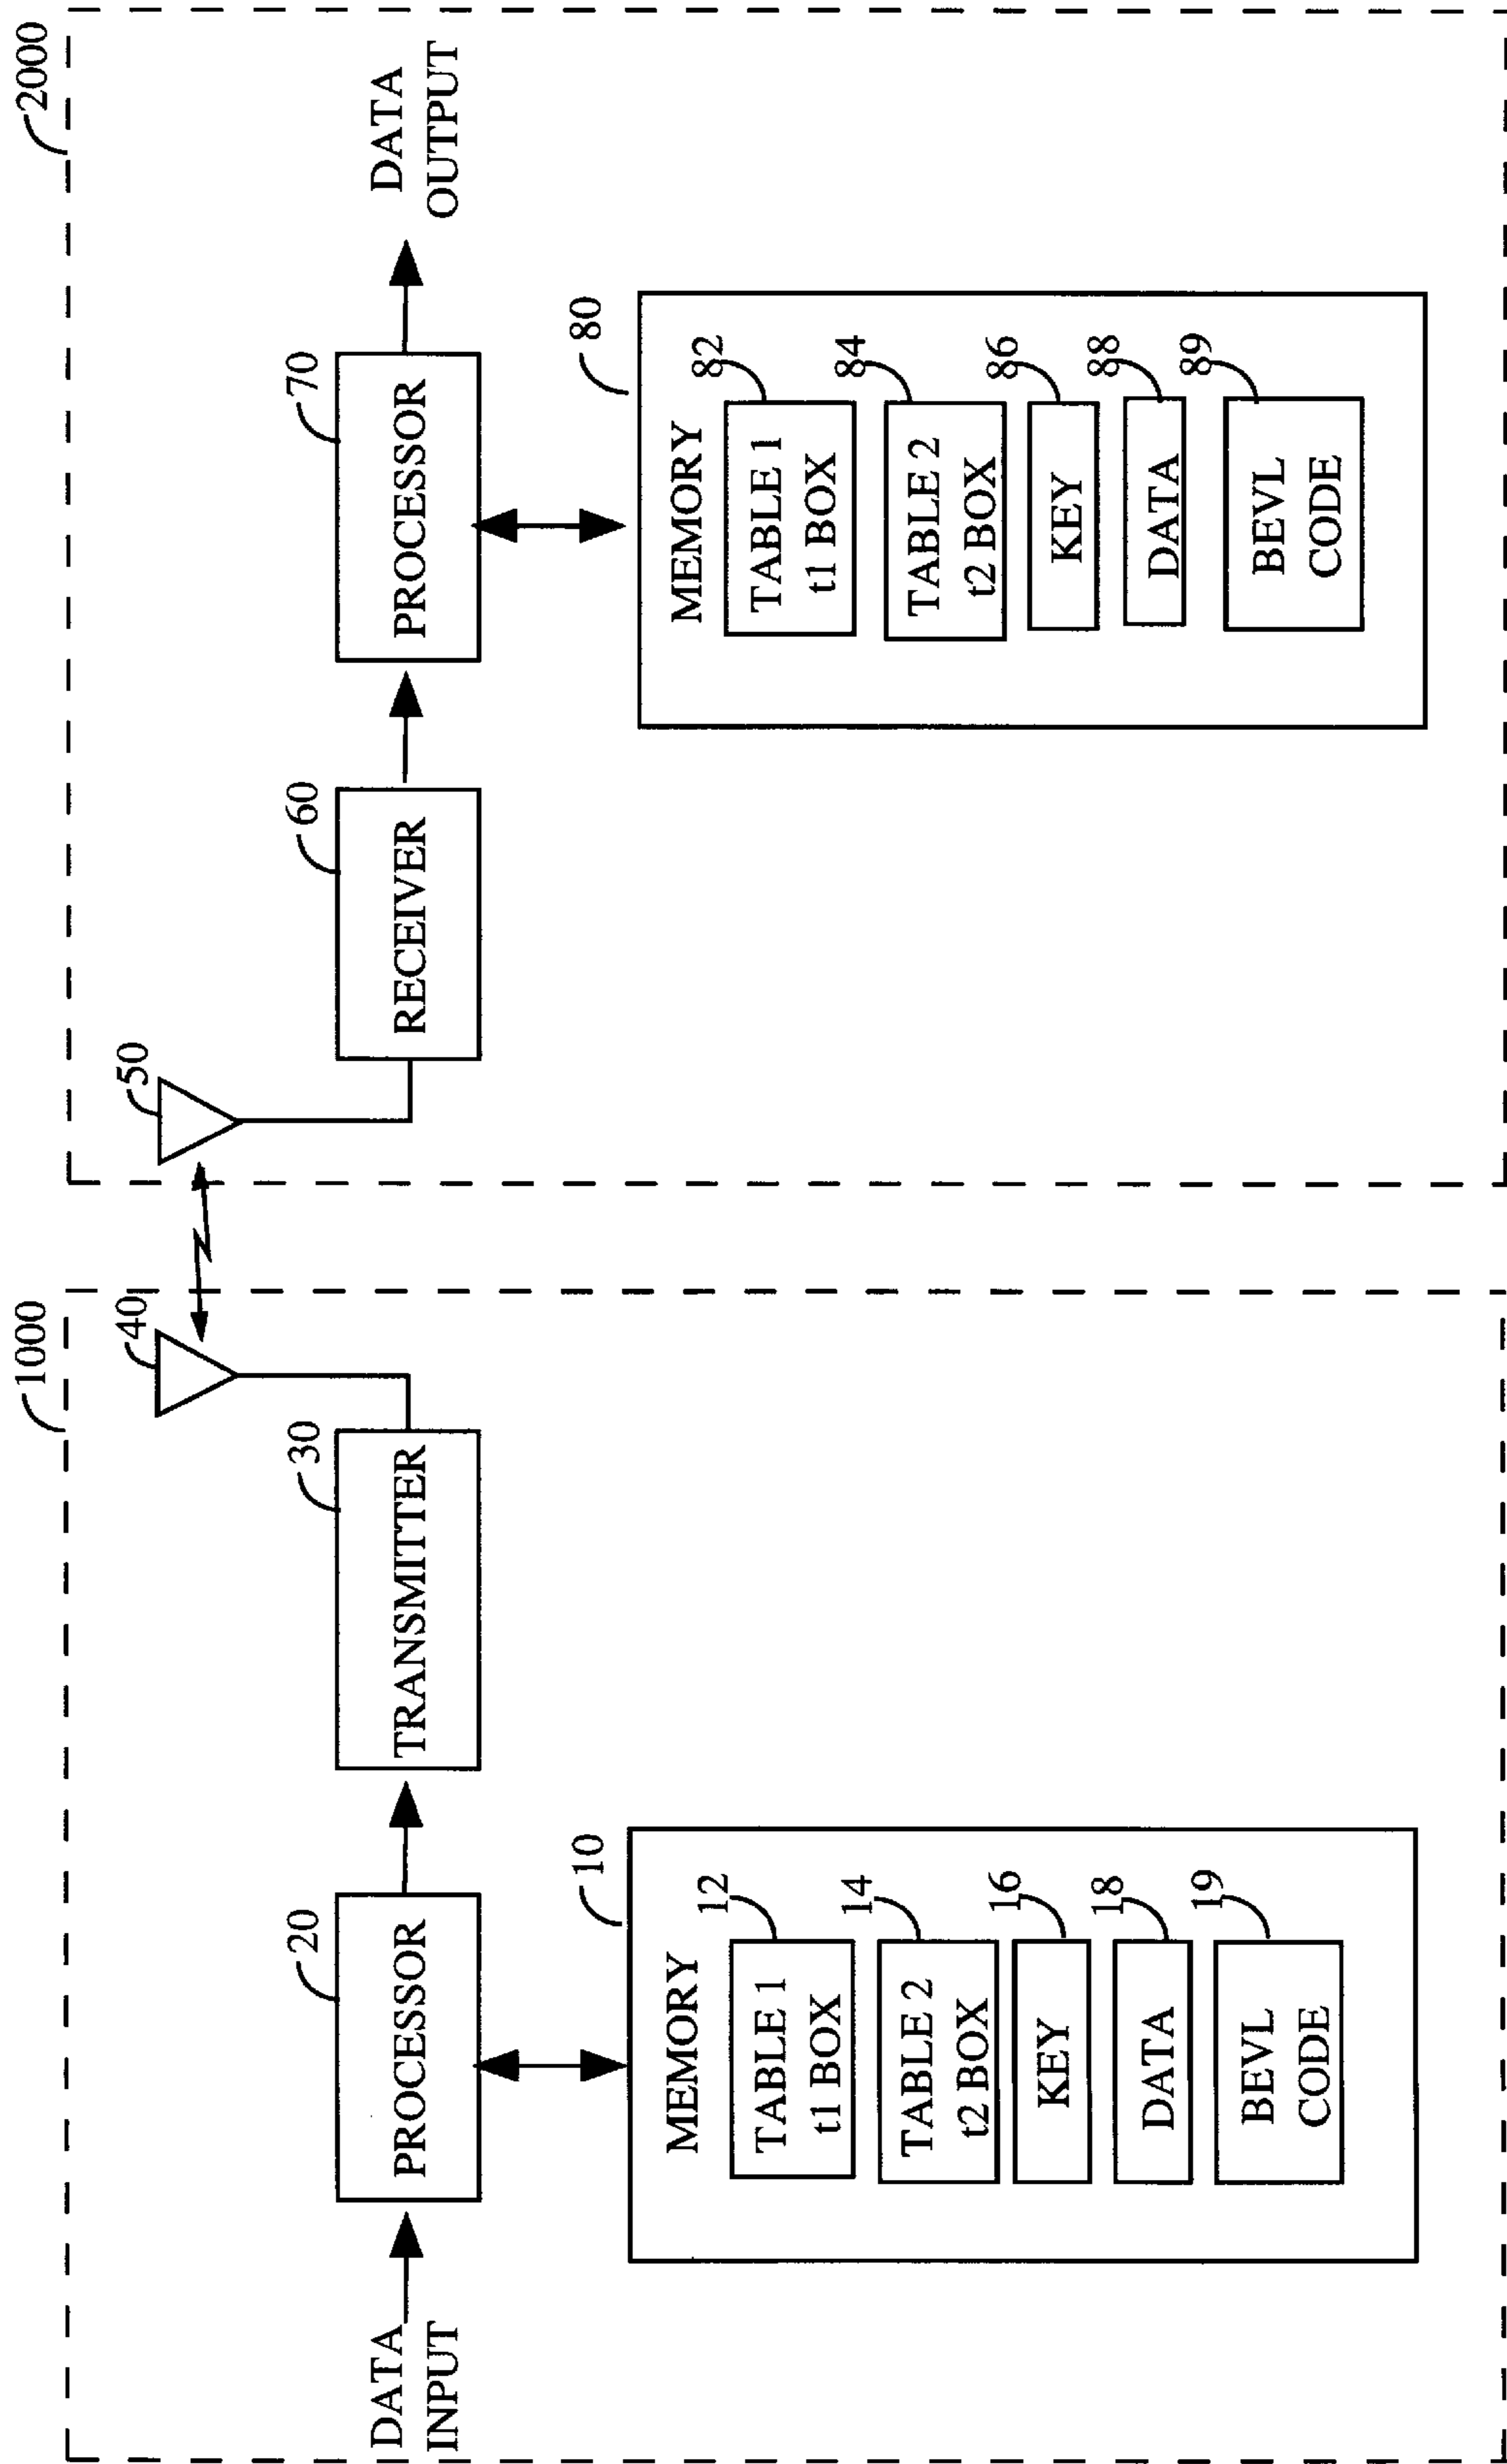 1000
DATA
INPUT
20
PROCESSOR
30
TRANSMITTER
40
10
MEMORY
12
TABLE 1
t1 BOX
14
TABLE 2
t2 BOX
16
KEY
18
DATA
19
BEVL
CODE
2000
50
60
RECEIVER
70
PROCESSOR
DATA
OUTPUT
80
MEMORY
82
TABLE 1
t1 BOX
84
TABLE 2
t2 BOX
86
KEY
88
DATA
89
BEVL
CODE